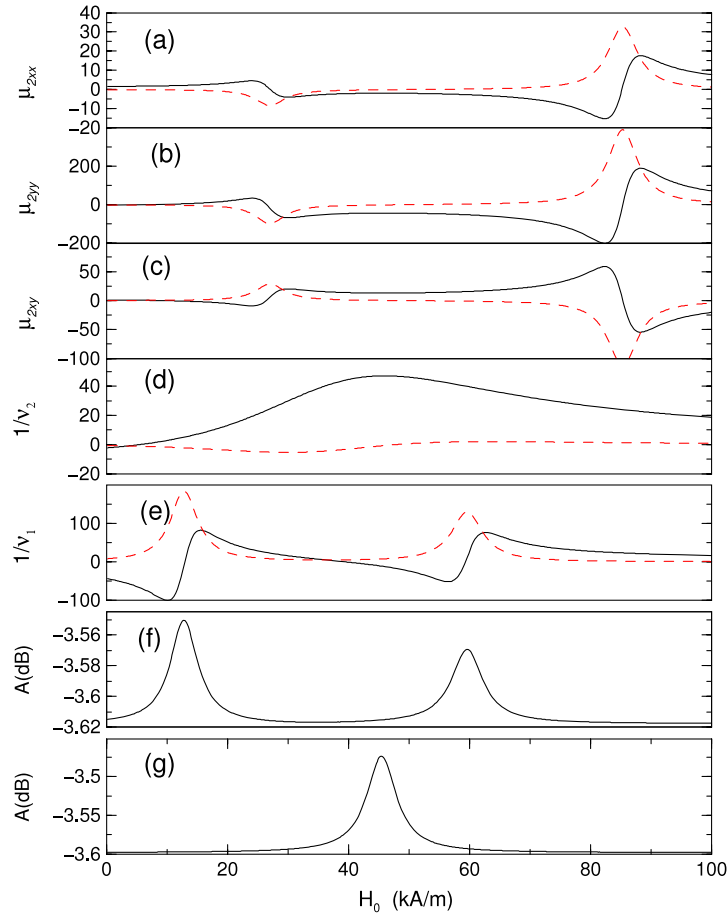 40
30
20
10
0
−10
−20
μ2xx
(a)
200
0
−200
μ2yy
(b)
50
0
−50
−100
μ2xy
(c)
40
20
0
−20
1/ν2
(d)
100
0
−100
1/ν1
(e)
−3.56
−3.58
−3.6
−3.62
A(dB)
(f)
−3.5
−3.55
−3.6
A(dB)
(g)
0 20 40 60 80 100
H0 (kA/m)